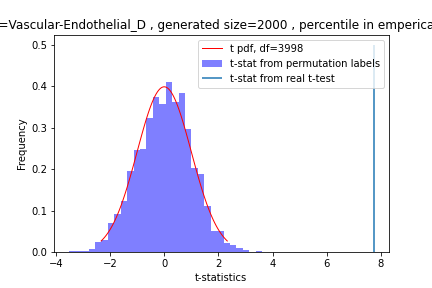 =Vascular-Endothelial_D , generated size=2000 , percentile in emperica
0.5
0.4
0.3
0.2
0.1
0.0
Frequency
t pdf, df=3998
t-stat from permutation labels
t-stat from real t-test
−4
−2
0
2
4
6
8
t-statistics